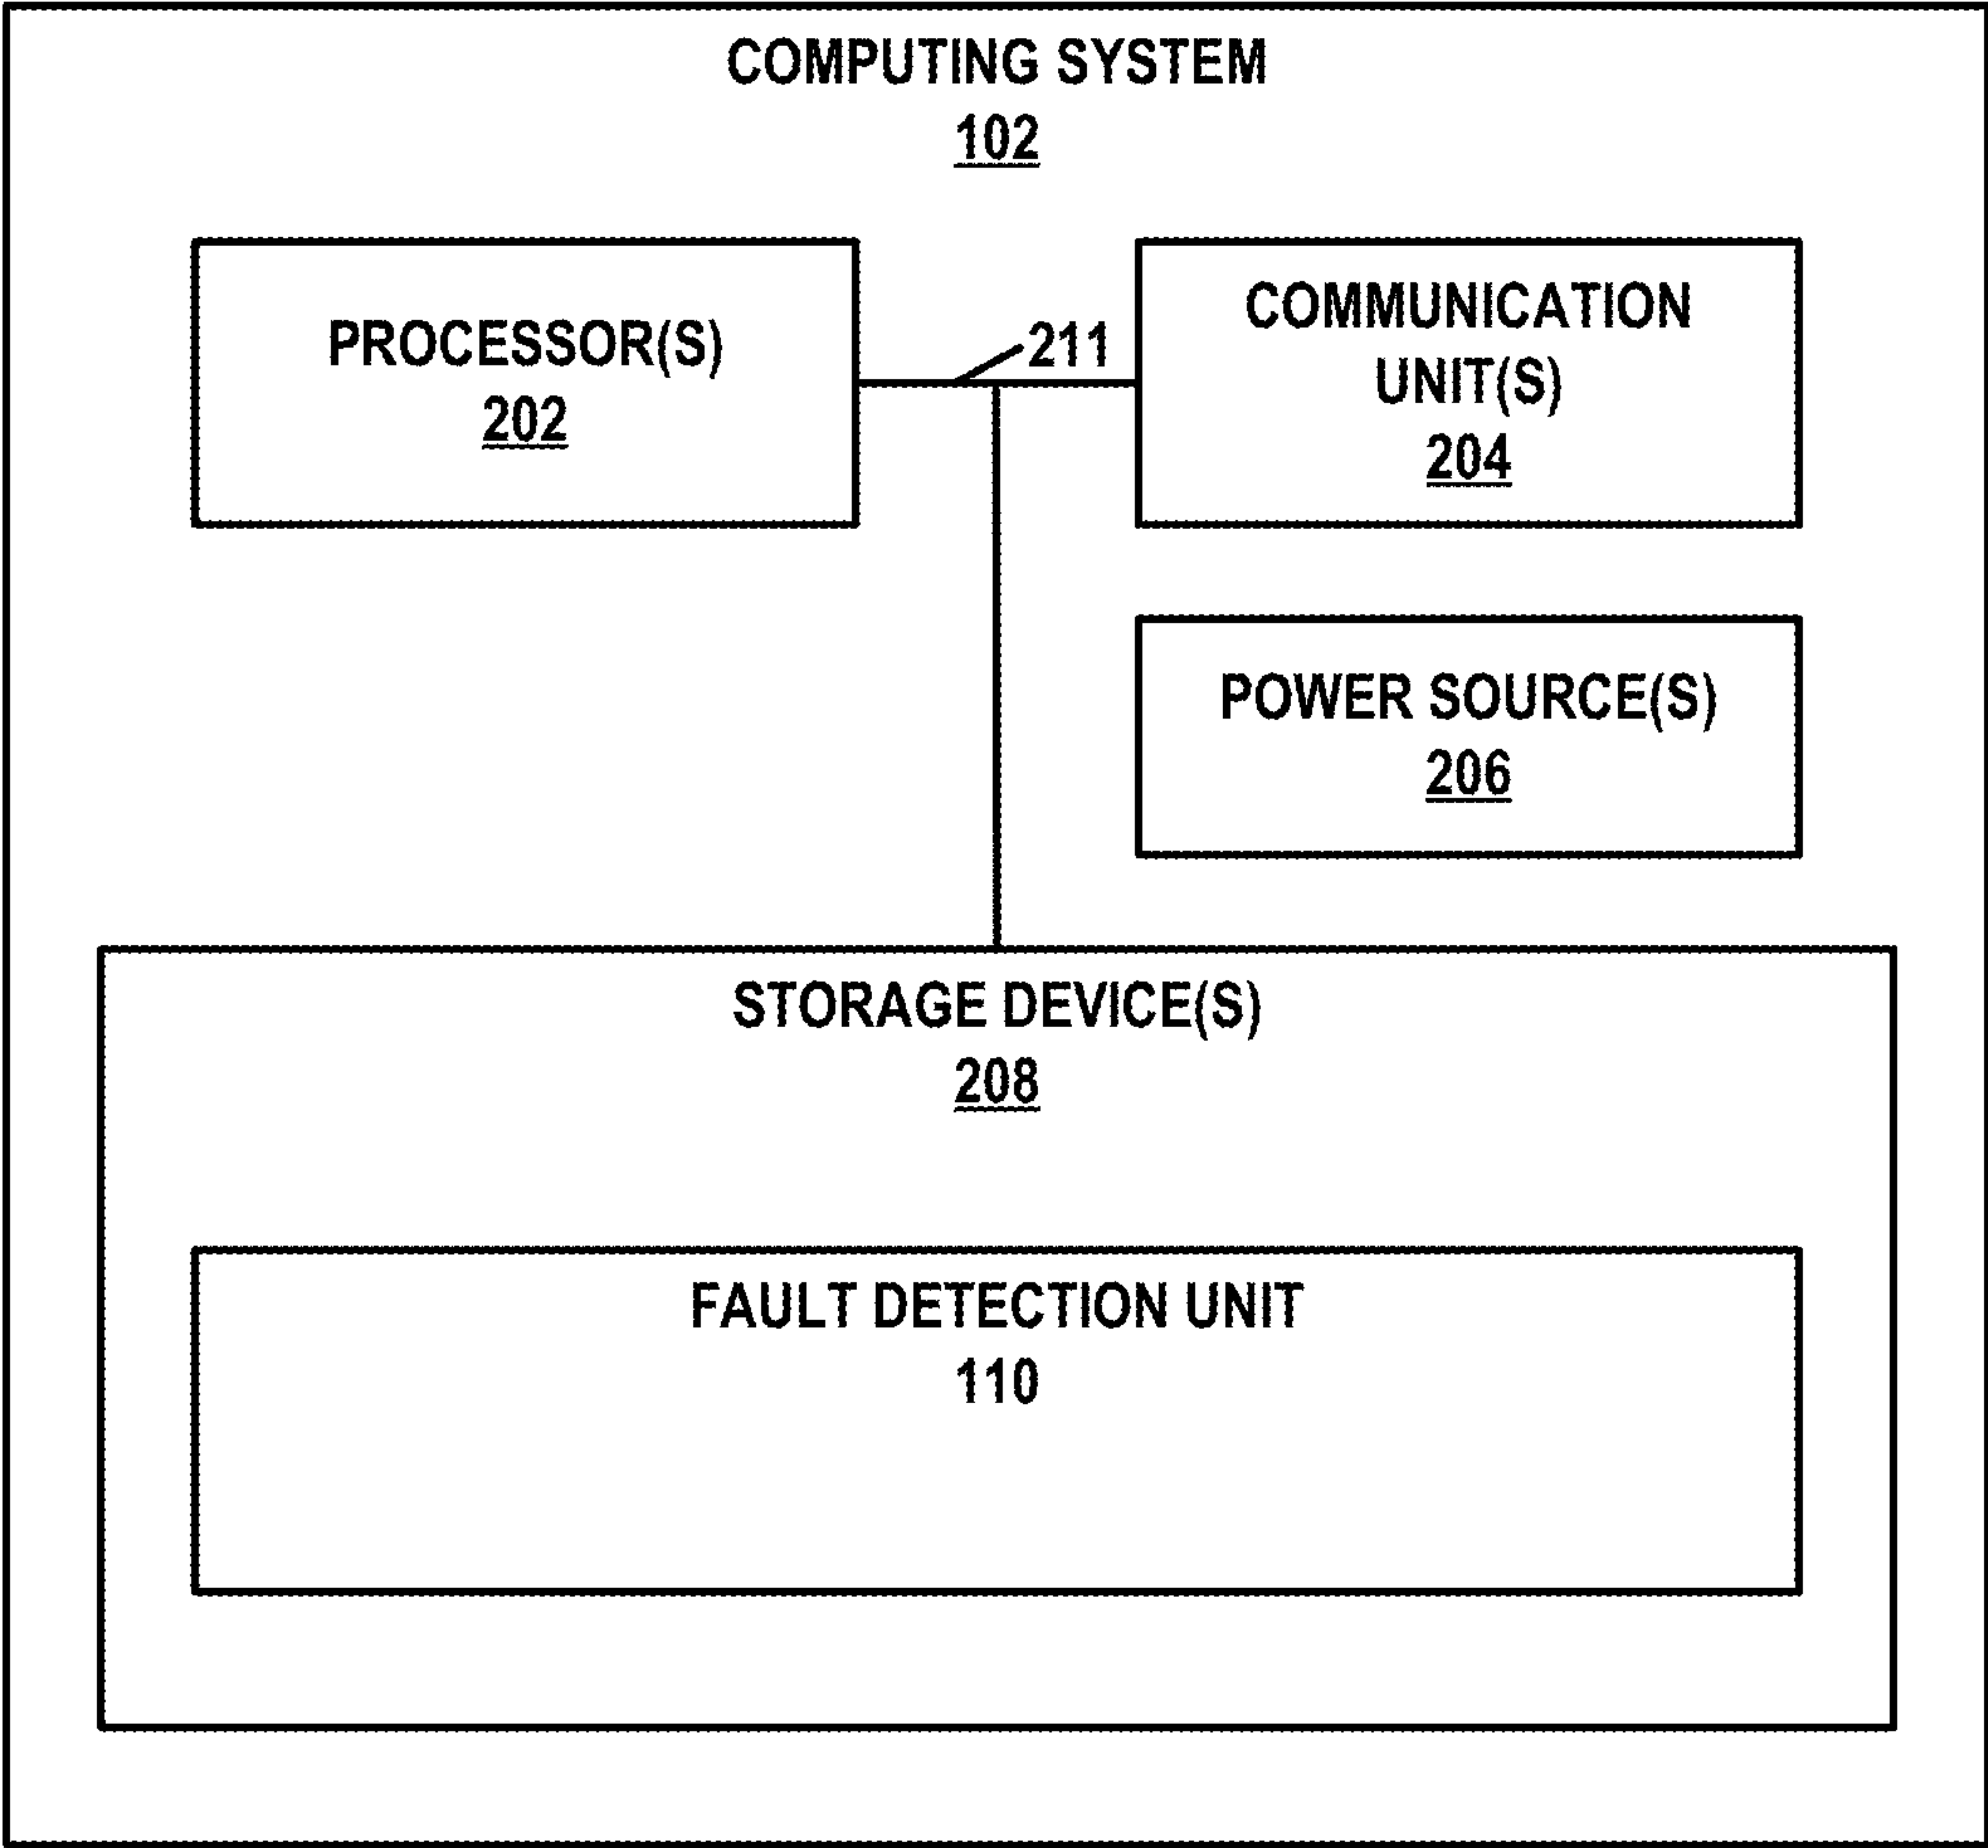 COMPUTING SYSTEM
102
PROCESSOR(S)
202
211
COMMUNICATION
UNIT(S)
204
POWER SOURCE(S)
206
STORAGE DEVICE(S)
208
FAULT DETECTION UNIT
110